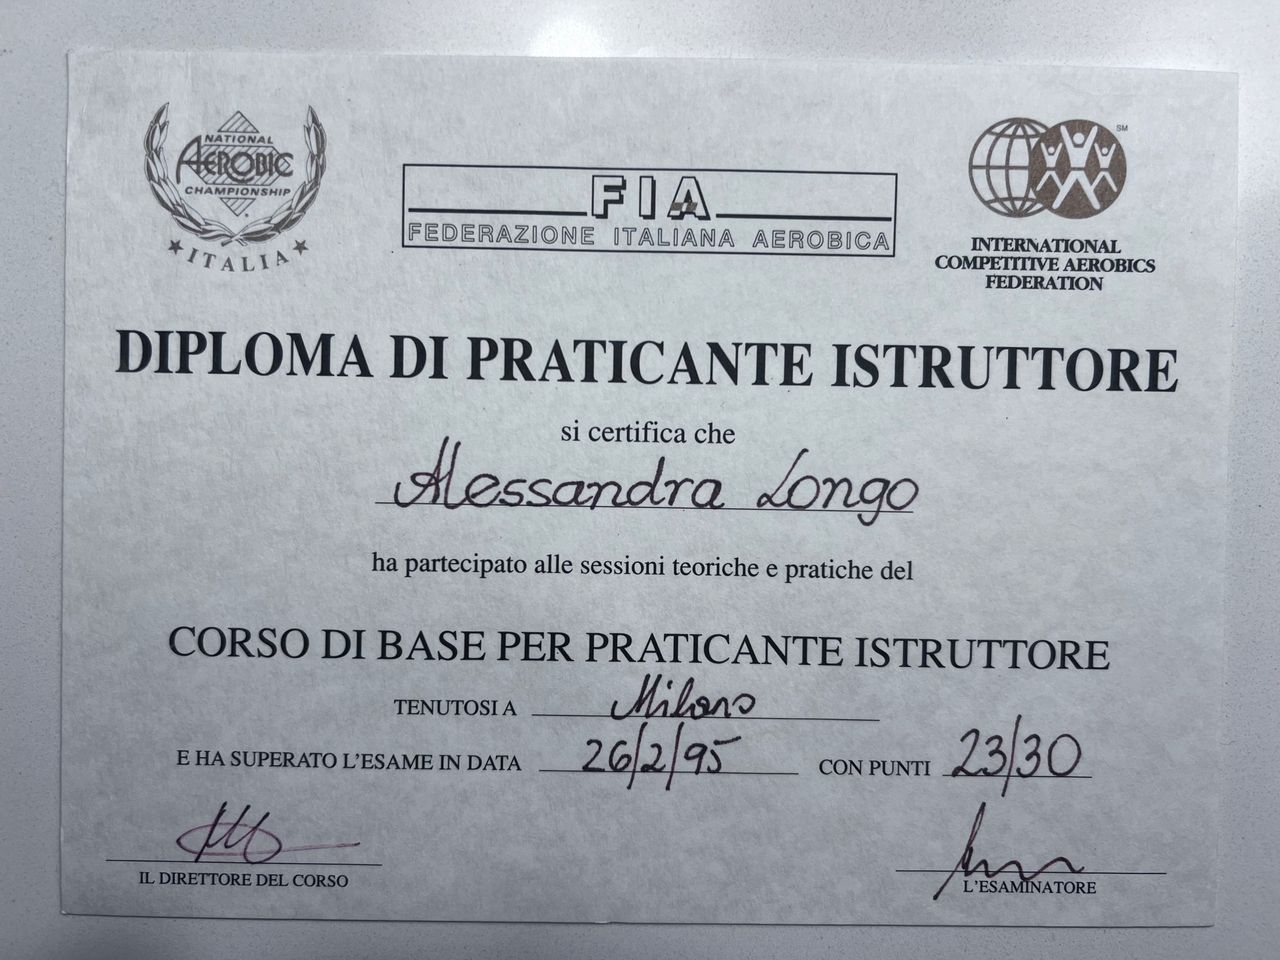 NATIONAL
AEROBIC
CHAMPIONSHIP
★ ITALIA ★
FIA
FEDERAZIONE ITALIANA AEROBICA
SM
INTERNATIONAL
COMPETITIVE AEROBICS
FEDERATION
DIPLOMA DI PRATICANTE ISTRUTTORE
si certifica che
Alessandra Longo
ha partecipato alle sessioni teoriche e pratiche del
CORSO DI BASE PER PRATICANTE ISTRUTTORE
TENUTOSI A Milano
E HA SUPERATO L'ESAME IN DATA 26/2/95 CON PUNTI 23/30
IL DIRETTORE DEL CORSO
L'ESAMINATORE